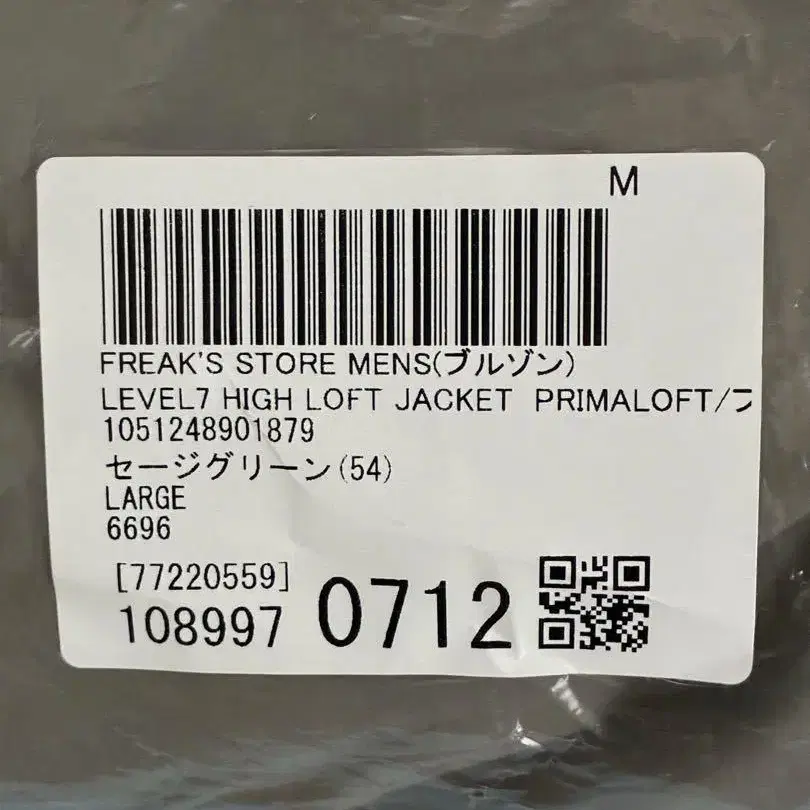 M
FREAK'S STORE MENS(ブルゾン)
LEVEL7 HIGH LOFT JACKET PRIMALOFT/フ
1051248901879
セージグリーン(54)
LARGE
6696
[77220559]
108997 0712